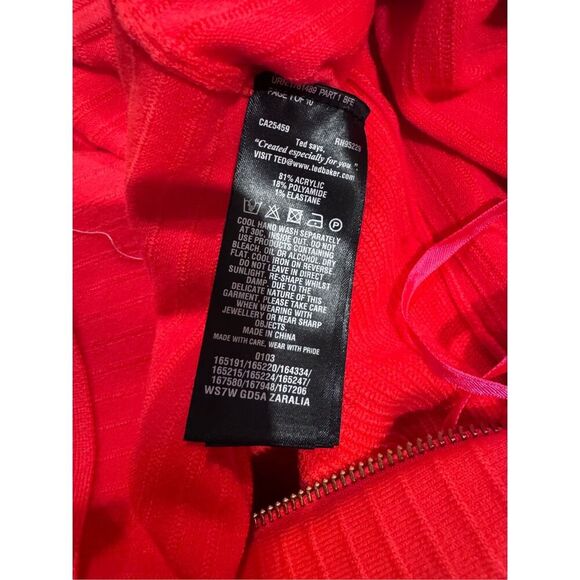 PAGE 1 OF 10
CA25459 RN95229
Ted says,
"Created especially for you"
VISIT TED@www.tedbaker.com
81% ACRYLIC
18% POLYAMIDE
1% ELASTANE
COOL HAND WASH SEPARATELY
AT 30C, INSIDE OUT. DO NOT
USE PRODUCTS CONTAINING
BLEACH, OIL OR ALCOHOL. DRY
FLAT. COOL IRON ON REVERSE
DO NOT LEAVE IN DIRECT
SUNLIGHT. RE-SHAPE WHILST
DAMP. DUE TO THE
DELICATE NATURE OF THIS
GARMENT, PLEASE TAKE CARE
WHEN WEARING WITH
JEWELLERY OR NEAR SHARP
OBJECTS.
MADE IN CHINA
MADE WITH CARE, WEAR WITH PRIDE
0103
165191/165220/164334/
165215/165224/165247/
167580/167948/167206
WS7W GD5A ZARALIA